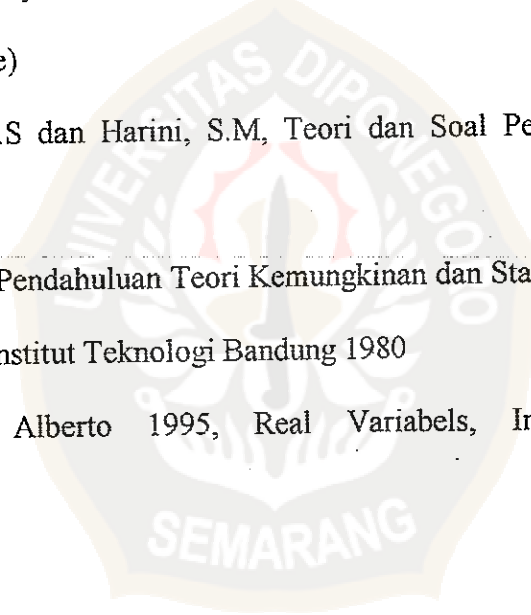 e)
.S dan Harini, S.M, Teori dan Soal Pe
Pendahuluan Teori Kemungkinan dan Sta
nstitut Teknologi Bandung 1980
Alberto 1995, Real Variabels, In
UNIVERSITAS DIPONEGORO
SEMARANG